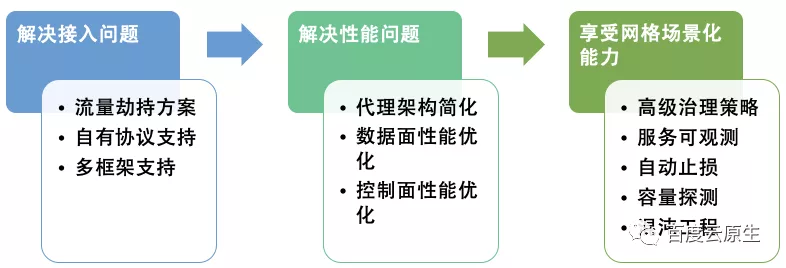 解决接入问题
流量劫持方案
自有协议支持
多框架支持
解决性能问题
代理架构简化
数据面性能优
化
控制面性能优
化
享受网格场景化
能力
高级治理策略
服务可观测
自动止损
容量探测
混沌工程
百度云原生